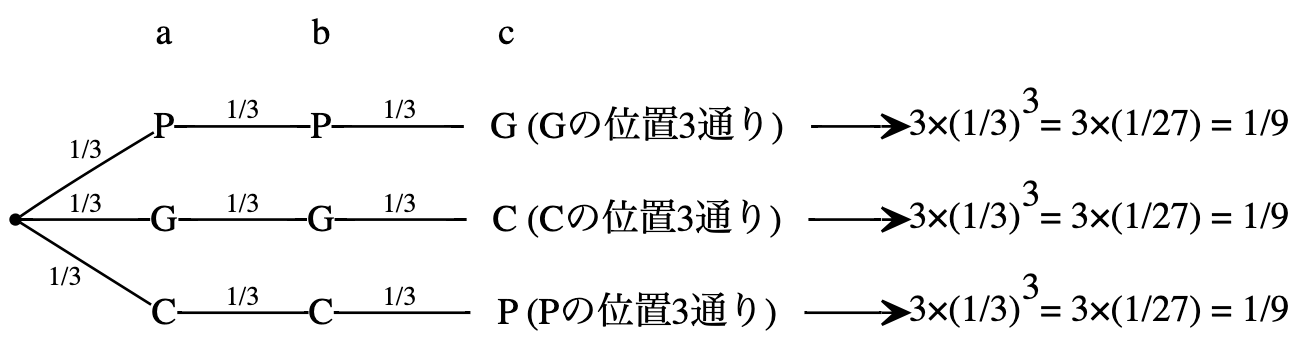 a b c
1/3 P 1/3 P 1/3 G (Gの位置3通り) 3×(1/3)^3= 3×(1/27) = 1/9
1/3 G 1/3 G 1/3 C (Cの位置3通り) 3×(1/3)^3= 3×(1/27) = 1/9
1/3 C 1/3 C 1/3 P (Pの位置3通り) 3×(1/3)^3= 3×(1/27) = 1/9